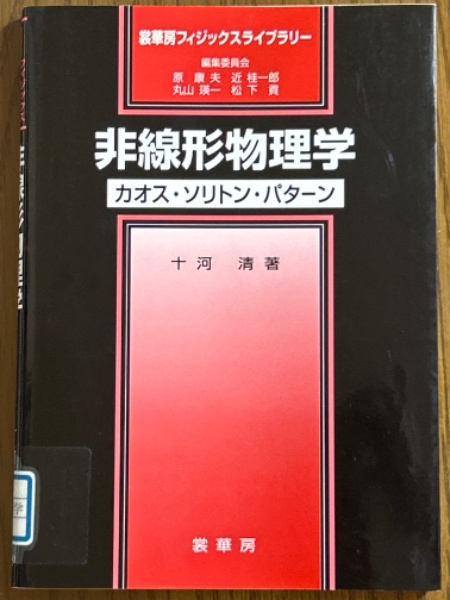 裳華房フィジックスライブラリー
編集委員会
原 康夫 近 桂一郎
丸山瑛一 松下 貢
非線形物理学
カオス・ソリトン・パターン
十河 清 著
裳華房
学